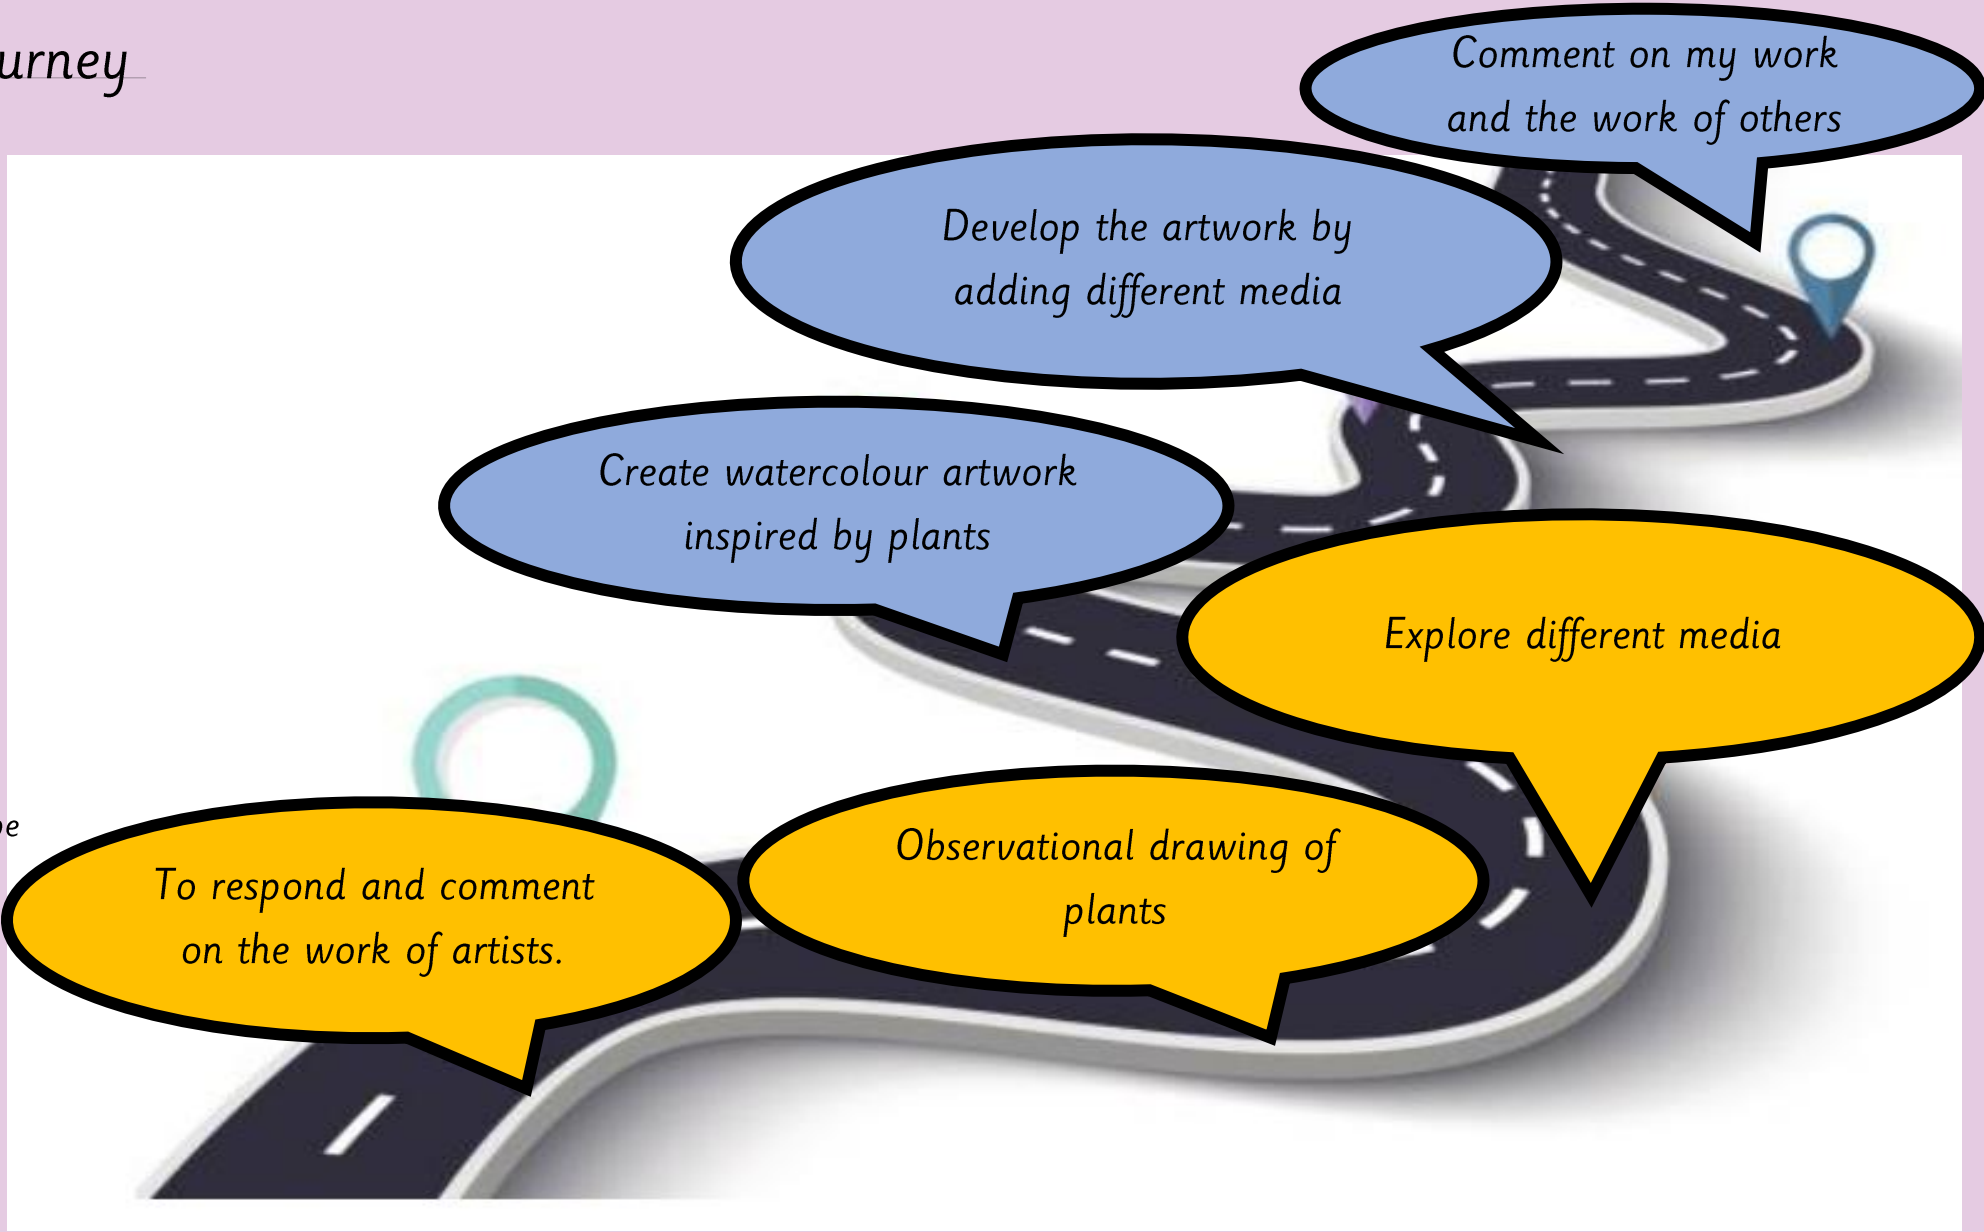 urney
Comment on my work
and the work of others
Develop the artwork by
adding different media
Create watercolour artwork
inspired by plants
Explore different media
Observational drawing of
plants
To respond and comment
on the work of artists.